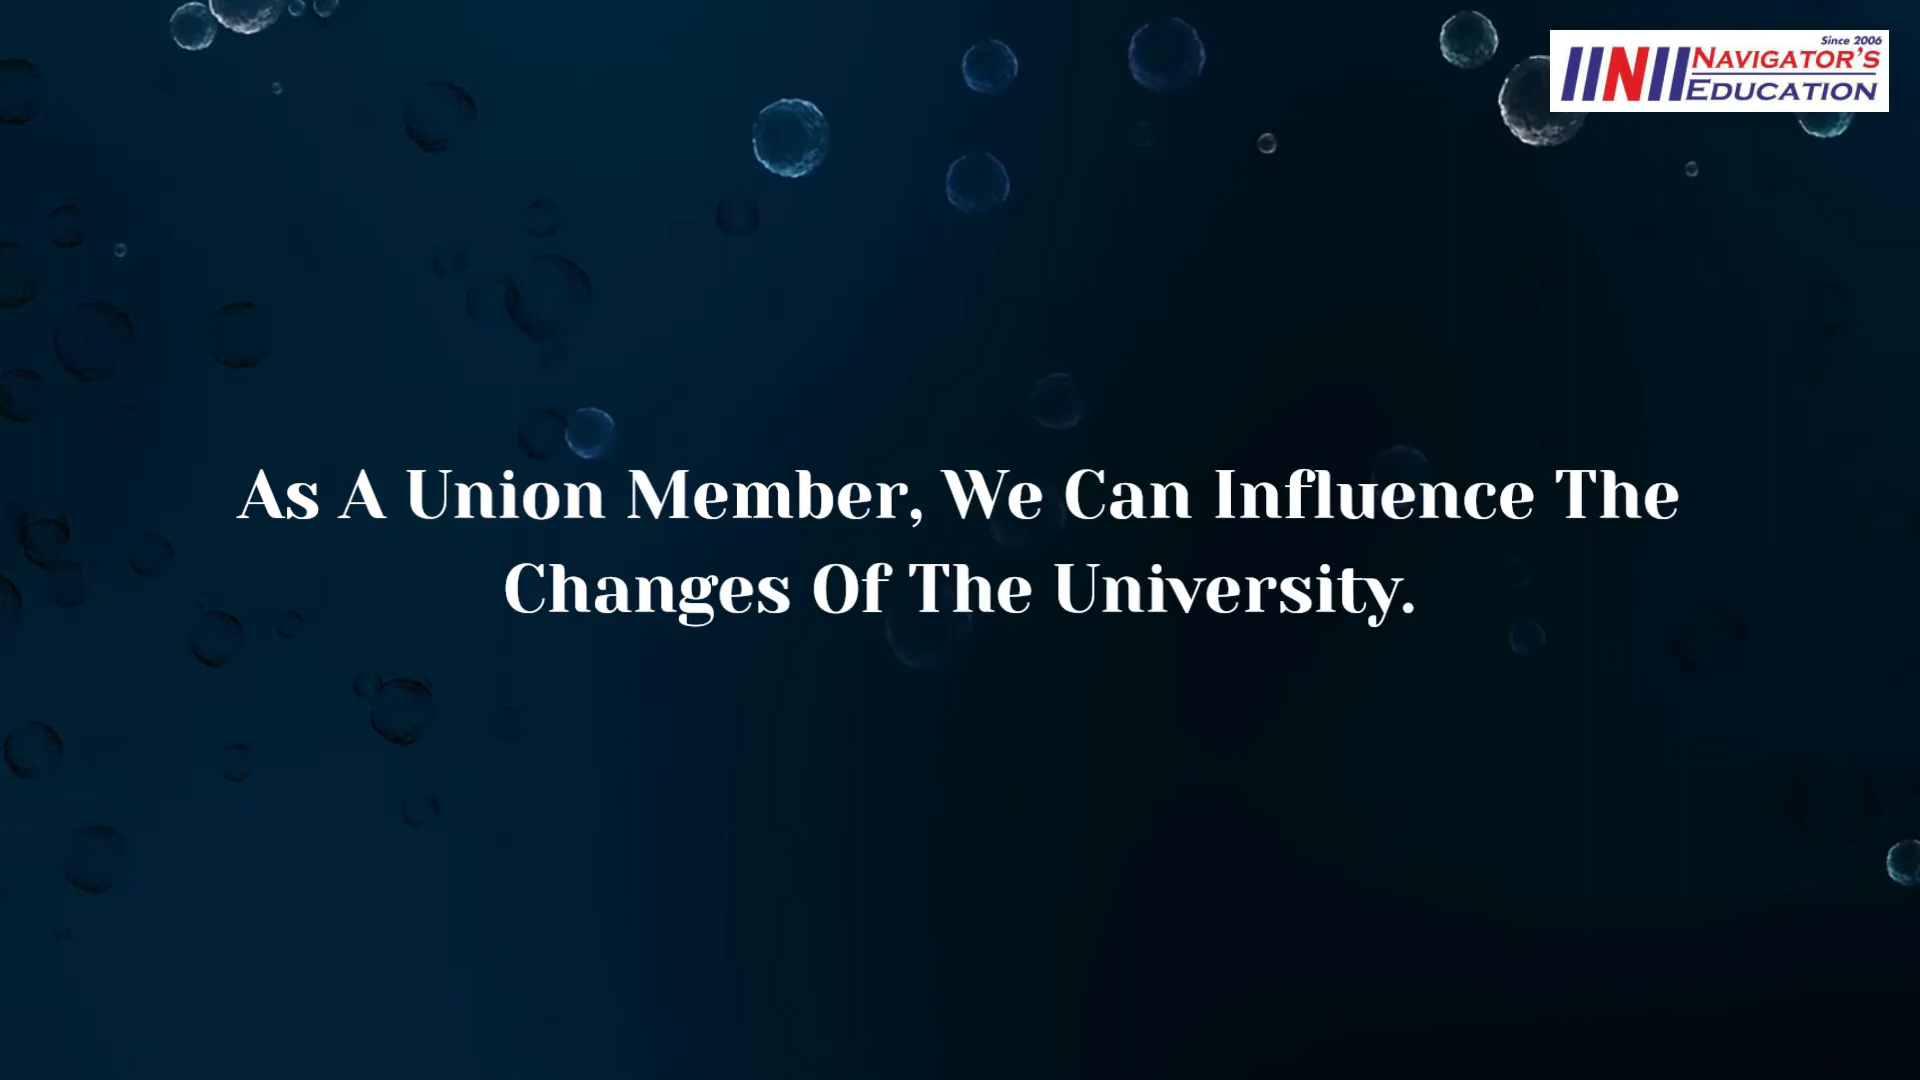 Since 2006
NAVIGATOR'S
EDUCATION
As A Union Member, We Can Influence The
Changes Of The University.